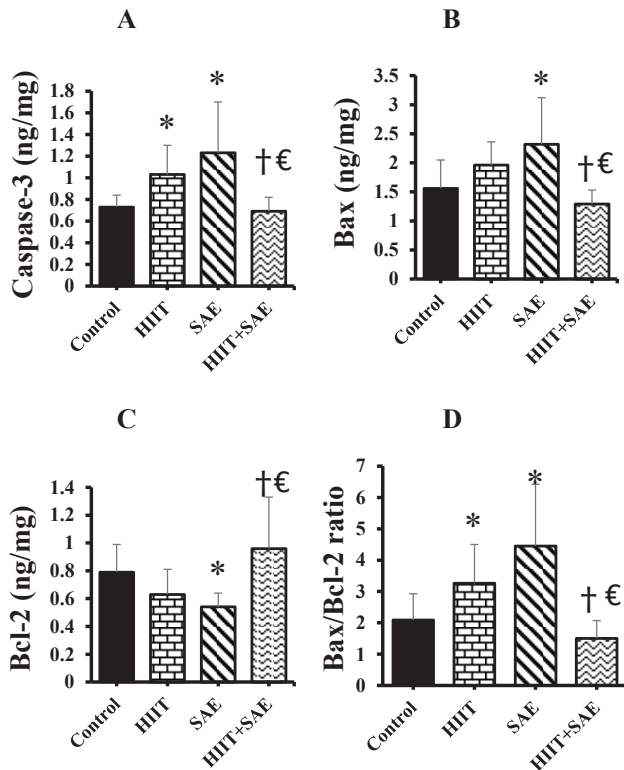 A
Caspase-3 (ng/mg)
1.8
1.6
1.4
1.2
1
0.8
0.6
0.4
0.2
0
*
*
†€
Control
HIIT
SAE
HIIT+SAE
B
Bax (ng/mg)
3.5
3
2.5
2
1.5
1
0.5
0
*
†€
Control
HIIT
SAE
HIIT+SAE
C
Bcl-2 (ng/mg)
1.4
1.2
1
0.8
0.6
0.4
0.2
0
*
†€
Control
HIIT
SAE
HIIT+SAE
D
Bax/Bcl-2 ratio
7
6
5
4
3
2
1
0
*
*
†€
Control
HIIT
SAE
HIIT+SAE